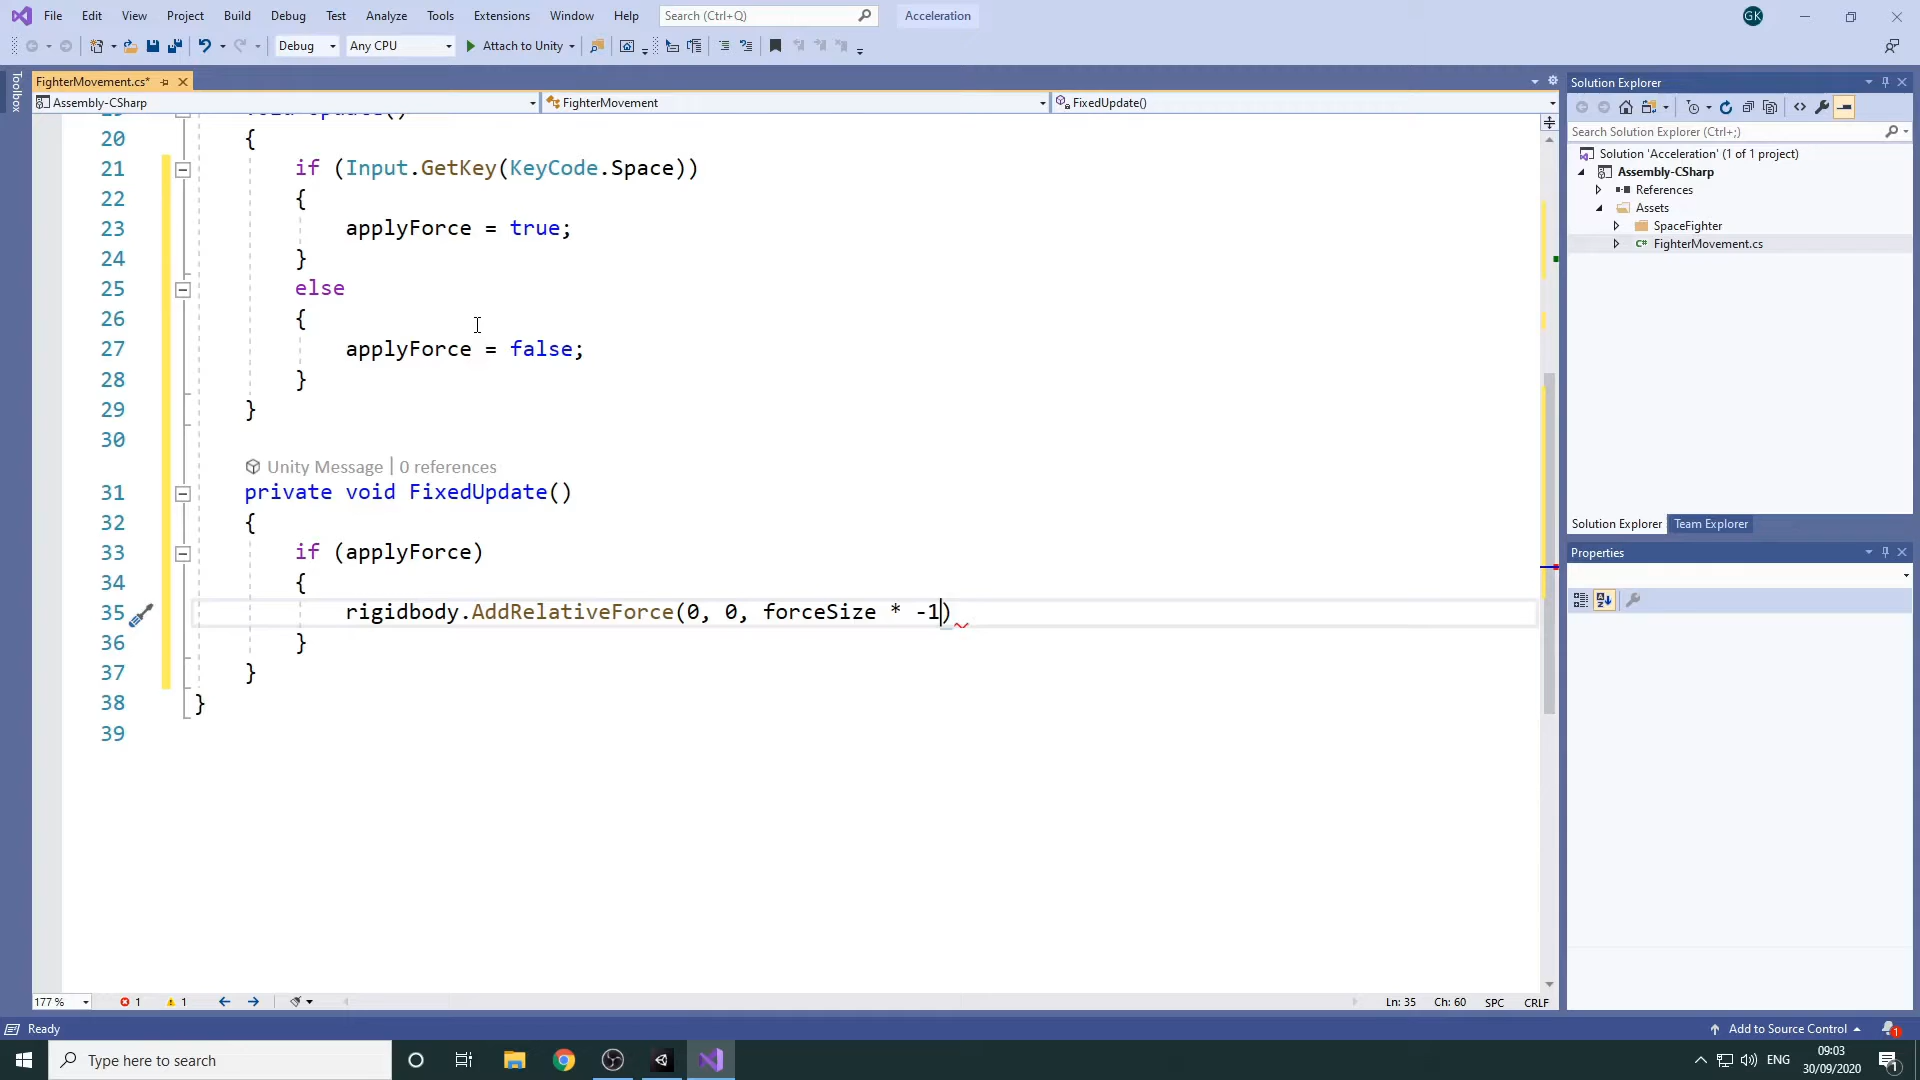 File Edit View Project Build Debug Test Analyze Tools Extensions Window Help Search (Ctrl+Q) Acceleration GK
Debug Any CPU Attach to Unity
Toolbox
FighterMovement.cs*
Assembly-CSharp FighterMovement FixedUpdate()
20 {
21 if (Input.GetKey(KeyCode.Space))
22 {
23 applyForce = true;
24 }
25 else
26 {
27 applyForce = false;
28 }
29 }
30
Unity Message | 0 references
31 private void FixedUpdate()
32 {
33 if (applyForce)
34 {
35 rigidbody.AddRelativeForce(0, 0, forceSize * -1)
36 }
37 }
38 }
39
177 % 1 1 Ln: 35 Ch: 60 SPC CRLF
Solution Explorer
Search Solution Explorer (Ctrl+;)
Solution 'Acceleration' (1 of 1 project)
Assembly-CSharp
References
Assets
SpaceFighter
C# FighterMovement.cs
Solution Explorer Team Explorer
Properties
Ready Add to Source Control 1
Type here to search ENG 09:03 30/09/2020 1